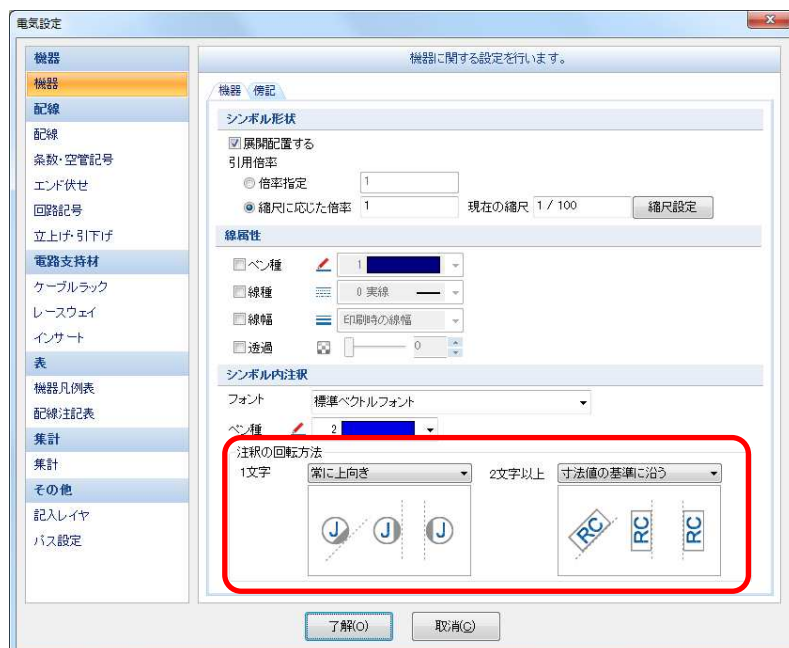 電気設定
機器
機器
配線
配線
条数・空管記号
エンド伏せ
回路記号
立上げ・引下げ
電路支持材
ケーブルラック
レースウェイ
インサート
表
機器凡例表
配線注記表
集計
集計
その他
記入レイヤ
パス設定
機器に関する設定を行います。
機器 傍記
シンボル形状
展開配置する
引用倍率
倍率指定 1
縮尺に応じた倍率 1 現在の縮尺 1 / 100 縮尺設定
線属性
ペン種 1
線種 0 実線
線幅 印刷時の線幅
透過 0
シンボル内注釈
フォント 標準ベクトルフォント
ペン種 2
注釈の回転方法
1文字 常に上向き 2文字以上 寸法値の基準に沿う
J J J RC RC RC
了解(O) 取消(C)